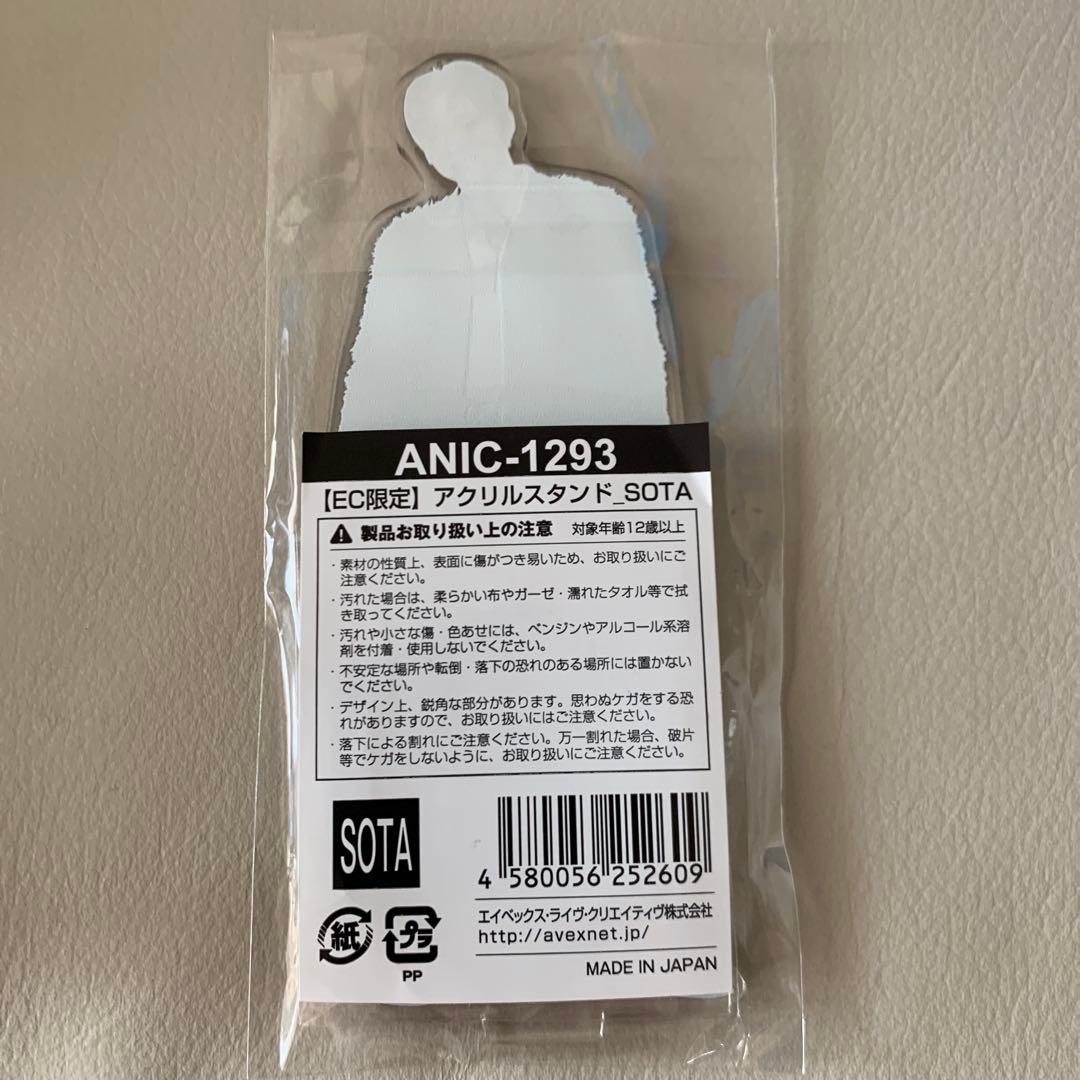 ANIC-1293
【EC限定】アクリルスタンド_SOTA
製品お取り扱い上の注意 対象年齢12歳以上
・素材の性質上、表面に傷がつき易いため、お取り扱いにご
注意ください。
・汚れた場合は、柔らかい布やガーゼ・濡れたタオル等で拭
き取ってください。
・汚れや小さな傷・色あせには、ベンジンやアルコール系溶
剤を付着・使用しないでください。
・不安定な場所や転倒・落下の恐れのある場所には置かない
でください。
・デザイン上、鋭角な部分があります。思わぬケガをする恐
れがありますので、お取り扱いにはご注意ください。
・落下による割れにご注意ください。万一割れた場合、破片
等でケガをしないように、お取り扱いにご注意ください。
SOTA
4 580056 252609
紙
プラ
PP
エイベックス・ライヴ・クリエイティヴ株式会社
http://avexnet.jp/
MADE IN JAPAN